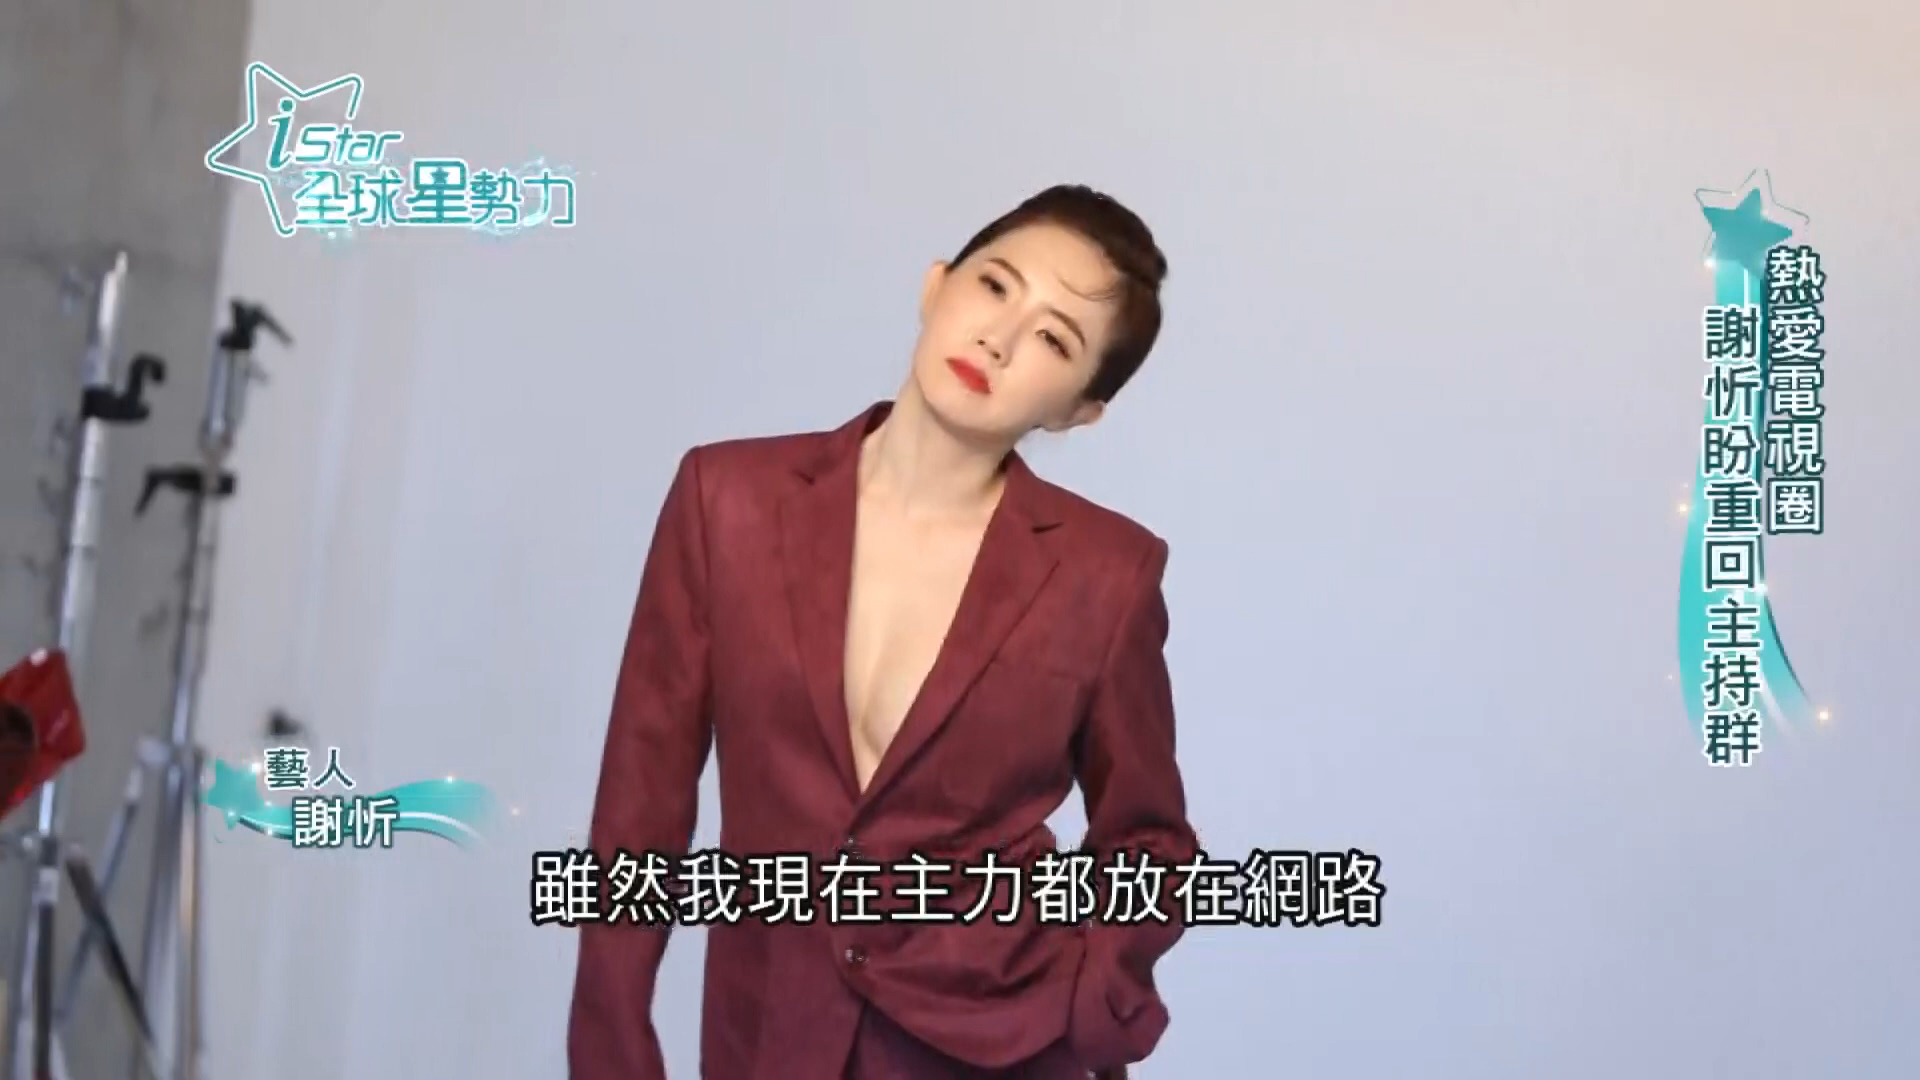 iStar
全球星勢力
熱愛電視圈
謝忻盼重回主持群
藝人
謝忻
雖然我現在主力都放在網路